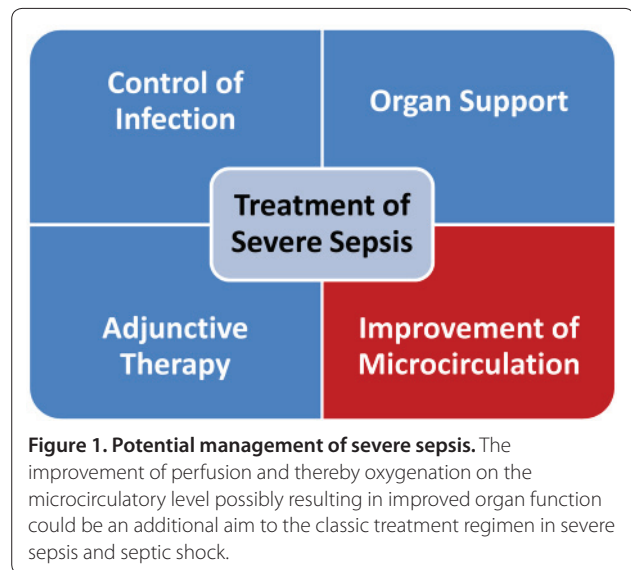 Control of
Infection
Organ Support
Treatment of
Severe Sepsis
Adjunctive
Therapy
Improvement of
Microcirculation
Figure 1. Potential management of severe sepsis. The
improvement of perfusion and thereby oxygenation on the
microcirculatory level possibly resulting in improved organ function
could be an additional aim to the classic treatment regimen in severe
sepsis and septic shock.